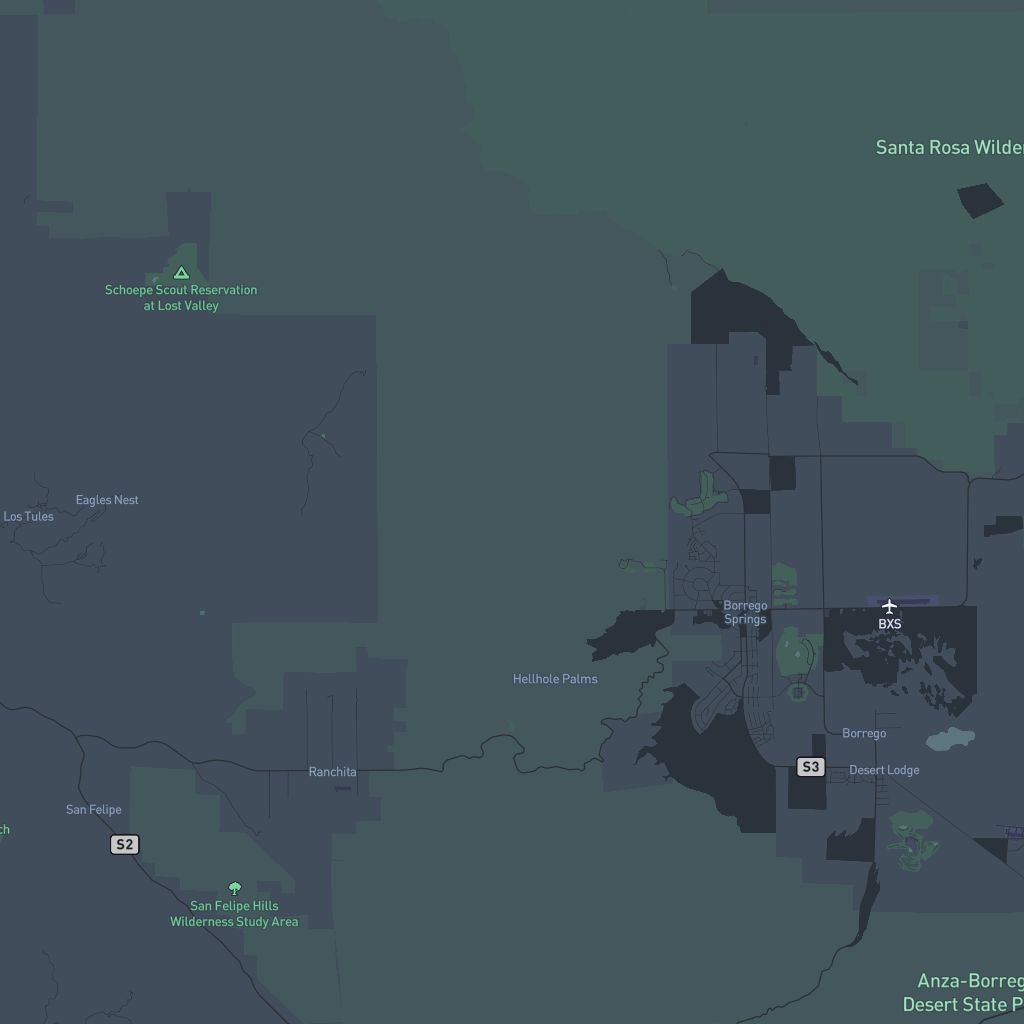 Santa Rosa Wilder
Schoepe Scout Reservation
at Lost Valley
Eagles Nest
Los Tules
Borrego
Springs
BXS
Hellhole Palms
Borrego
S3
Desert Lodge
Ranchita
San Felipe
ch
S2
San Felipe Hills
Wilderness Study Area
Anza-Borreg
Desert State P